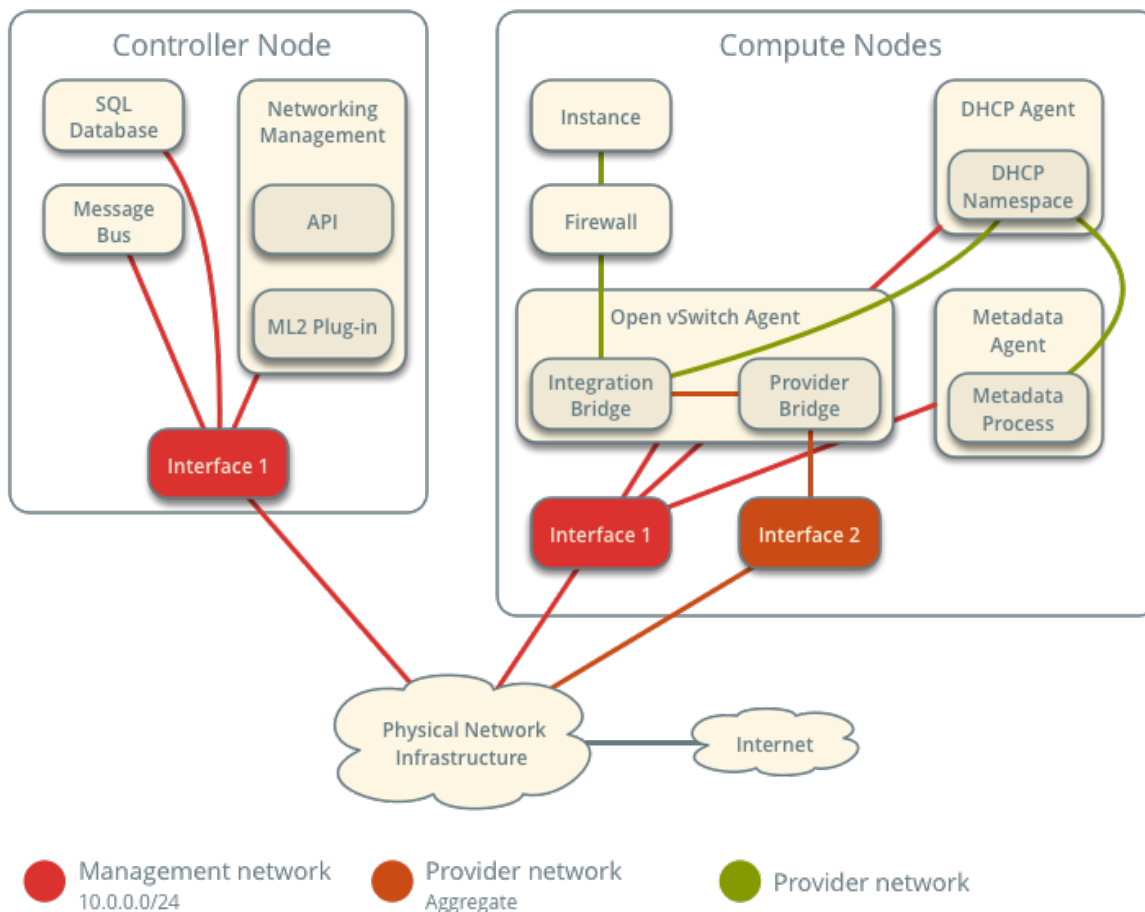 Controller Node
SQL
Database
Networking
Management
Message
Bus
API
ML2 Plug-in
Interface 1
Compute Nodes
Instance
DHCP Agent
DHCP
Namespace
Firewall
Open vSwitch Agent
Metadata
Agent
Integration
Bridge
Provider
Bridge
Metadata
Process
Interface 1
Interface 2
Physical Network
Infrastructure
Internet
Management network
10.0.0.0/24
Provider network
Aggregate
Provider network